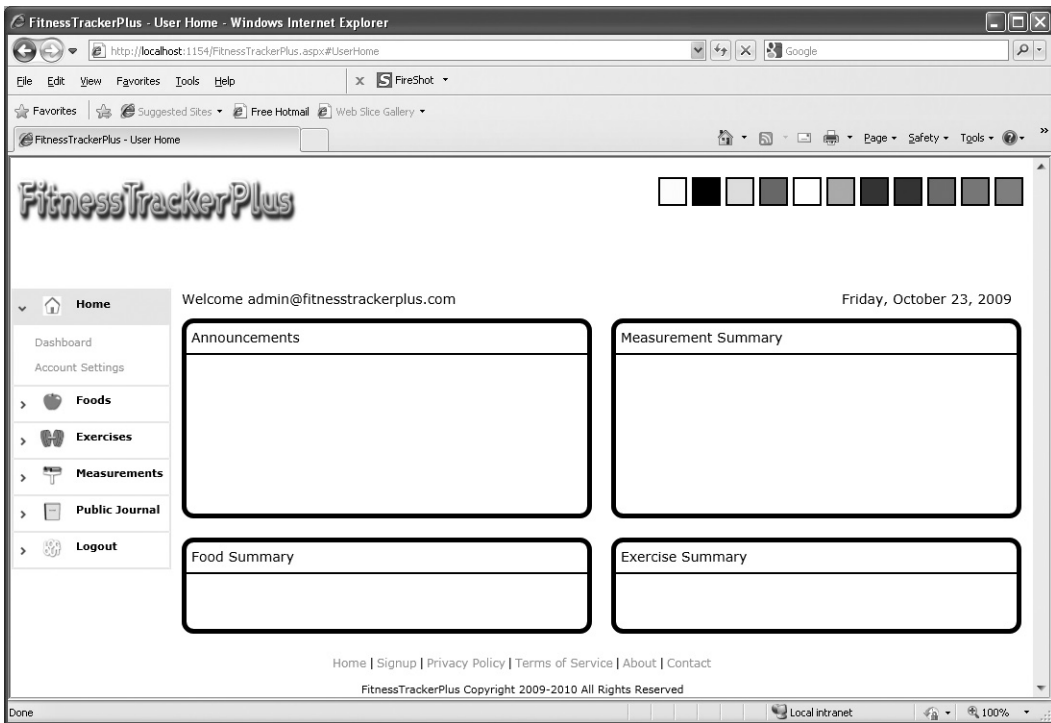 FitnessTrackerPlus - User Home - Windows Internet Explorer
http://localhost:1154/FitnessTrackerPlus.aspx#UserHome
Google
File Edit View Favorites Tools Help
x S FireShot
Favorites Suggested Sites Free Hotmail Web Slice Gallery
FitnessTrackerPlus - User Home
Page Safety Tools »
FitnessTrackerPlus
Welcome admin@fitnesstrackerplus.com
Friday, October 23, 2009
Home
Dashboard
Account Settings
Foods
Exercises
Measurements
Public Journal
Logout
Announcements
Measurement Summary
Food Summary
Exercise Summary
Home | Signup | Privacy Policy | Terms of Service | About | Contact
FitnessTrackerPlus Copyright 2009-2010 All Rights Reserved
Done
Local intranet
100%